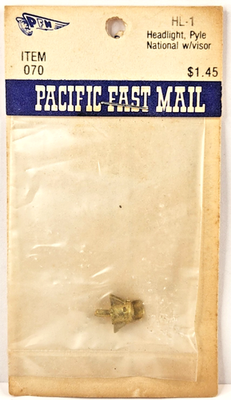 PFM
ITEM
070
HL-1
Headlight, Pyle
National w/visor
$1.45
PACIFIC FAST MAIL